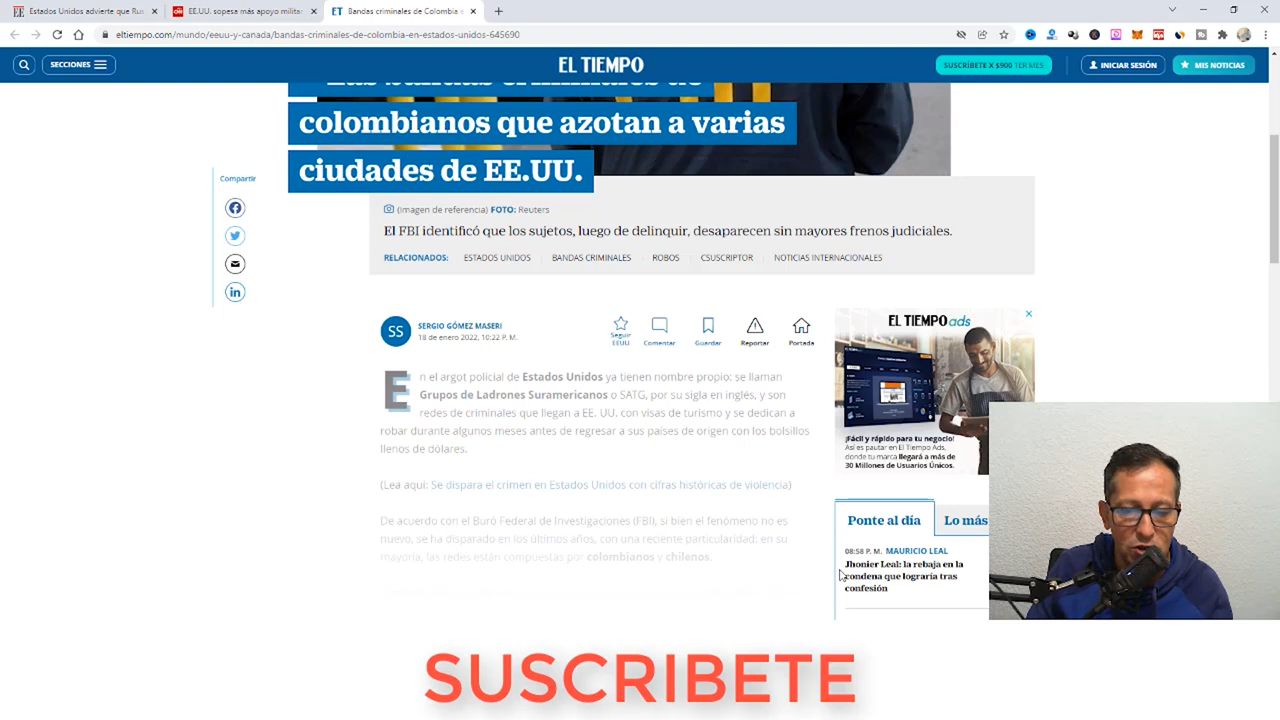 Estados Unidos advierte que Rus
EE.UU. sopesa más apoyo milita
Bandas criminales de Colombia e
eltiempo.com/mundo/eeuu-y-canada/bandas-criminales-de-colombia-en-estados-unidos-645690
SECCIONES
EL TIEMPO
SUSCRÍBETE X $900 1ER MES
INICIAR SESIÓN
MIS NOTICIAS
colombianos que azotan a varias
ciudades de EE.UU.
Compartir
(Imagen de referencia) FOTO: Reuters
El FBI identificó que los sujetos, luego de delinquir, desaparecen sin mayores frenos judiciales.
RELACIONADOS: ESTADOS UNIDOS BANDAS CRIMINALES ROBOS CSUSCRIPTOR NOTICIAS INTERNACIONALES
SS
SERGIO GÓMEZ MASERI
18 de enero 2022, 10:22 P. M.
Seguir EEUU
Comentar
Guardar
Reportar
Portada
En el argot policial de Estados Unidos ya tienen nombre propio: se llaman
Grupos de Ladrones Suramericanos o SATG, por su sigla en inglés, y son
redes de criminales que llegan a EE. UU. con visas de turismo y se dedican a
robar durante algunos meses antes de regresar a sus países de origen con los bolsillos
llenos de dólares.
(Lea aquí: Se dispara el crimen en Estados Unidos con cifras históricas de violencia)
De acuerdo con el Buró Federal de Investigaciones (FBI), si bien el fenómeno no es
nuevo, se ha disparado en los últimos años, con una reciente particularidad: en su
mayoría, las redes están compuestas por colombianos y chilenos.
EL TIEMPO ads
¡Fácil y rápido para tu negocio!
Así es pautar en El Tiempo Ads,
donde tu marca llegará a más de
30 Millones de Usuarios Únicos.
Ponte al día
Lo más
08:58 P. M. MAURICIO LEAL
Jhonier Leal: la rebaja en la
condena que lograría tras
confesión
SUSCRIBETE